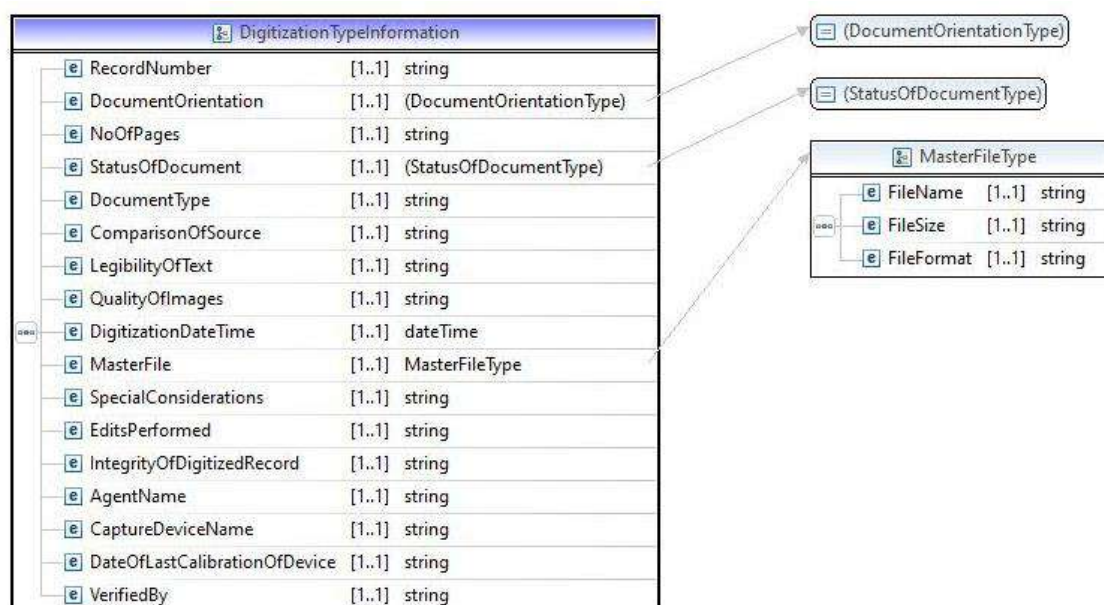 DigitizationTypeInformation
e RecordNumber [1..1] string
e DocumentOrientation [1..1] (DocumentOrientationType)
e NoOfPages [1..1] string
e StatusOfDocument [1..1] (StatusOfDocumentType)
e DocumentType [1..1] string
e ComparisonOfSource [1..1] string
e LegibilityOfText [1..1] string
e QualityOfImages [1..1] string
e DigitizationDateTime [1..1] dateTime
e MasterFile [1..1] MasterFileType
e SpecialConsiderations [1..1] string
e EditsPerformed [1..1] string
e IntegrityOfDigitizedRecord [1..1] string
e AgentName [1..1] string
e CaptureDeviceName [1..1] string
e DateOfLastCalibrationOfDevice [1..1] string
e VerifiedBy [1..1] string
(DocumentOrientationType)
(StatusOfDocumentType)
MasterFileType
e FileName [1..1] string
e FileSize [1..1] string
e FileFormat [1..1] string